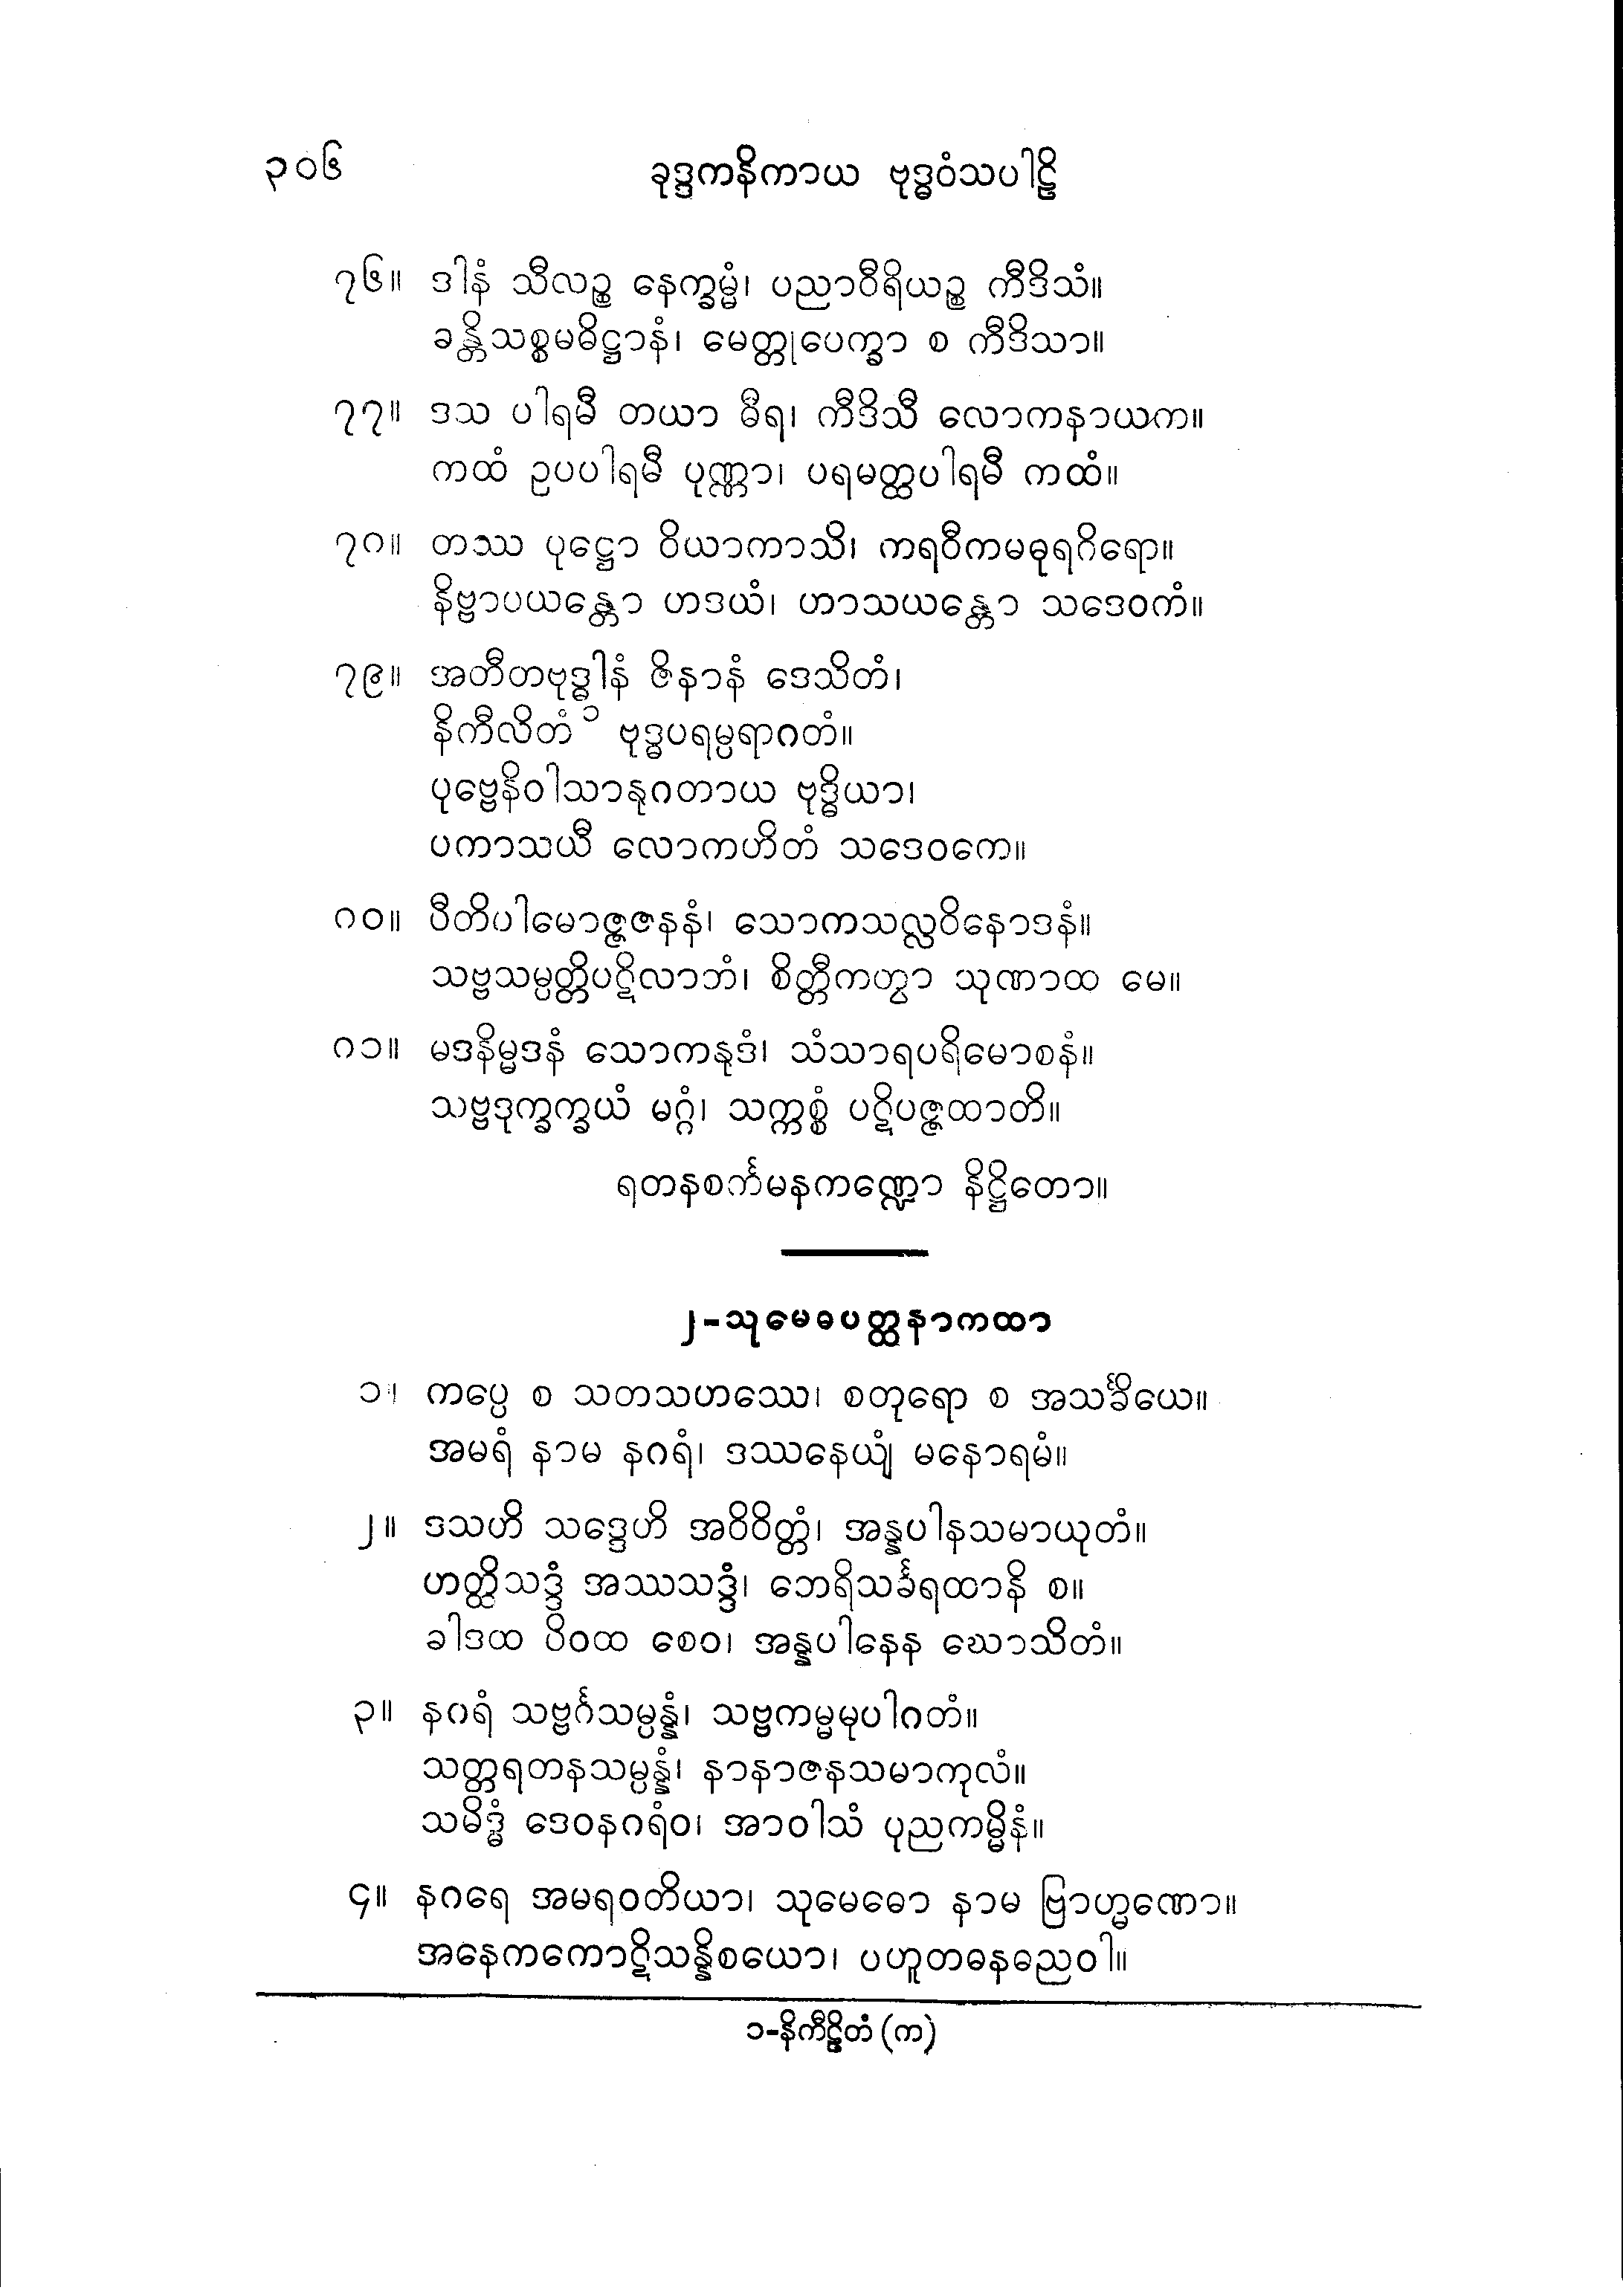 ၃၀၆ ခုဒ္ဒကနိကာယ ဗုဒ္ဓဝံသပါဠိ
၇၆။ ဒါနံ သီလဉ္စ နေက္ခမ္မံ၊ ပညာဝီရိယဉ္စ ကီဒိသံ။
ခန္တိသစ္စမဓိဋ္ဌာနံ၊ မေတ္တုပေက္ခာ စ ကီဒိသာ။
၇၇။ ဒသ ပါရမီ တယာ ဓီရ၊ ကီဒိသီ လောကနာယက။
ကထံ ဥပပါရမီ ပုဏ္ဏာ၊ ပရမတ္ထပါရမီ ကထံ။
၇၈။ တဿ ပုဋ္ဌော ဝိယာကာသိ၊ ကရဝီကမဓုရဂိရော။
နိဗ္ဗာပယန္တော ဟဒယံ၊ ဟာသယန္တော သဒေဝကံ။
၇၉။ အတီတဗုဒ္ဓါနံ ဇိနာနံ ဒေသိတံ၊
နိကီလိတံ ၁ ဗုဒ္ဓပရမ္ပရာဂတံ။
ပုဗ္ဗေနိဝါသာနုဂတာယ ဗုဒ္ဓိယာ၊
ပကာသယီ လောကဟိတံ သဒေဝကေ။
၈၀။ ပီတိပါမောဇ္ဇဇနနံ၊ သောကသလ္လဝိနောဒနံ။
သဗ္ဗသမ္ပတ္တိပဋိလာဘံ၊ စိတ္တီကတွာ သုဏာထ မေ။
၈၁။ မဒနိမ္မဒနံ သောကနုဒံ၊ သံသာရပရိမောစနံ။
သဗ္ဗဒုက္ခက္ခယံ မဂ္ဂံ၊ သက္ကစ္စံ ပဋိပဇ္ဇထာတိ။
ရတနစင်္ကမနကဏ္ဍော နိဋ္ဌိတော။
၂-သုမေဓပတ္ထနာကထာ
၁။ ကပ္ပေ စ သတသဟဿေ၊ စတုရော စ အသင်္ခိယေ။
အမရံ နာမ နဂရံ၊ ဒဿနေယျံ မနောရမံ။
၂။ ဒသဟိ သဒ္ဒေဟိ အဝိဝိတ္တံ၊ အန္နပါနသမာယုတံ။
ဟတ္ထိသဒ္ဒံ အဿသဒ္ဒံ၊ ဘေရိသင်္ခရထာနိ စ။
ခါဒထ ပိဝထ စေဝ၊ အန္နပါနေန ဃောသိတံ။
၃။ နဂရံ သဗ္ဗင်္ဂသမ္ပန္နံ၊ သဗ္ဗကမ္မမုပါဂတံ။
သတ္တရတနသမ္ပန္နံ၊ နာနာဇနသမာကုလံ။
သမိဒ္ဓံ ဒေဝနဂရံဝ၊ အာဝါသံ ပုညကမ္မိနံ။
၄။ နဂရေ အမရဝတိယာ၊ သုမေဓော နာမ ဗြာဟ္မဏော။
အနေကကောဋိသန္နိစယော၊ ပဟူတဓနဓညဝါ။
၁-နိကီဠိတံ (က)